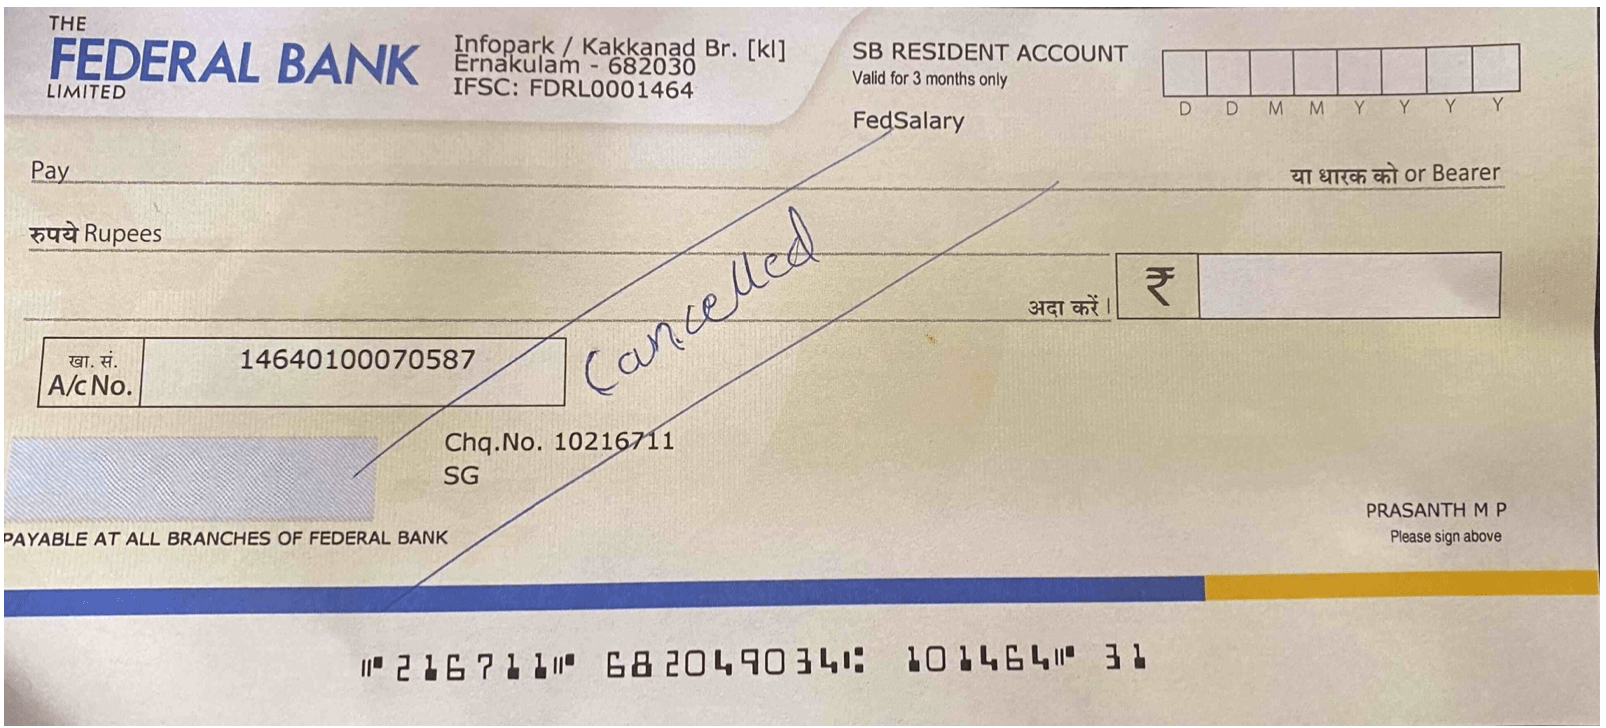 THE
FEDERAL BANK
LIMITED
Infopark / Kakkanad Br. [kl]
Ernakulam - 682030
IFSC: FDRL0001464
SB RESIDENT ACCOUNT
Valid for 3 months only
FedSalary
D D M M Y Y Y Y
Pay
या धारक को or Bearer
रुपये Rupees
अदा करें।
₹
खा. सं.
A/c No.
14640100070587
Cancelled
Chq.No. 10216711
SG
PRASANTH M P
Please sign above
PAYABLE AT ALL BRANCHES OF FEDERAL BANK
⑈216711⑈ 682049034⑆ 101464⑈ 31